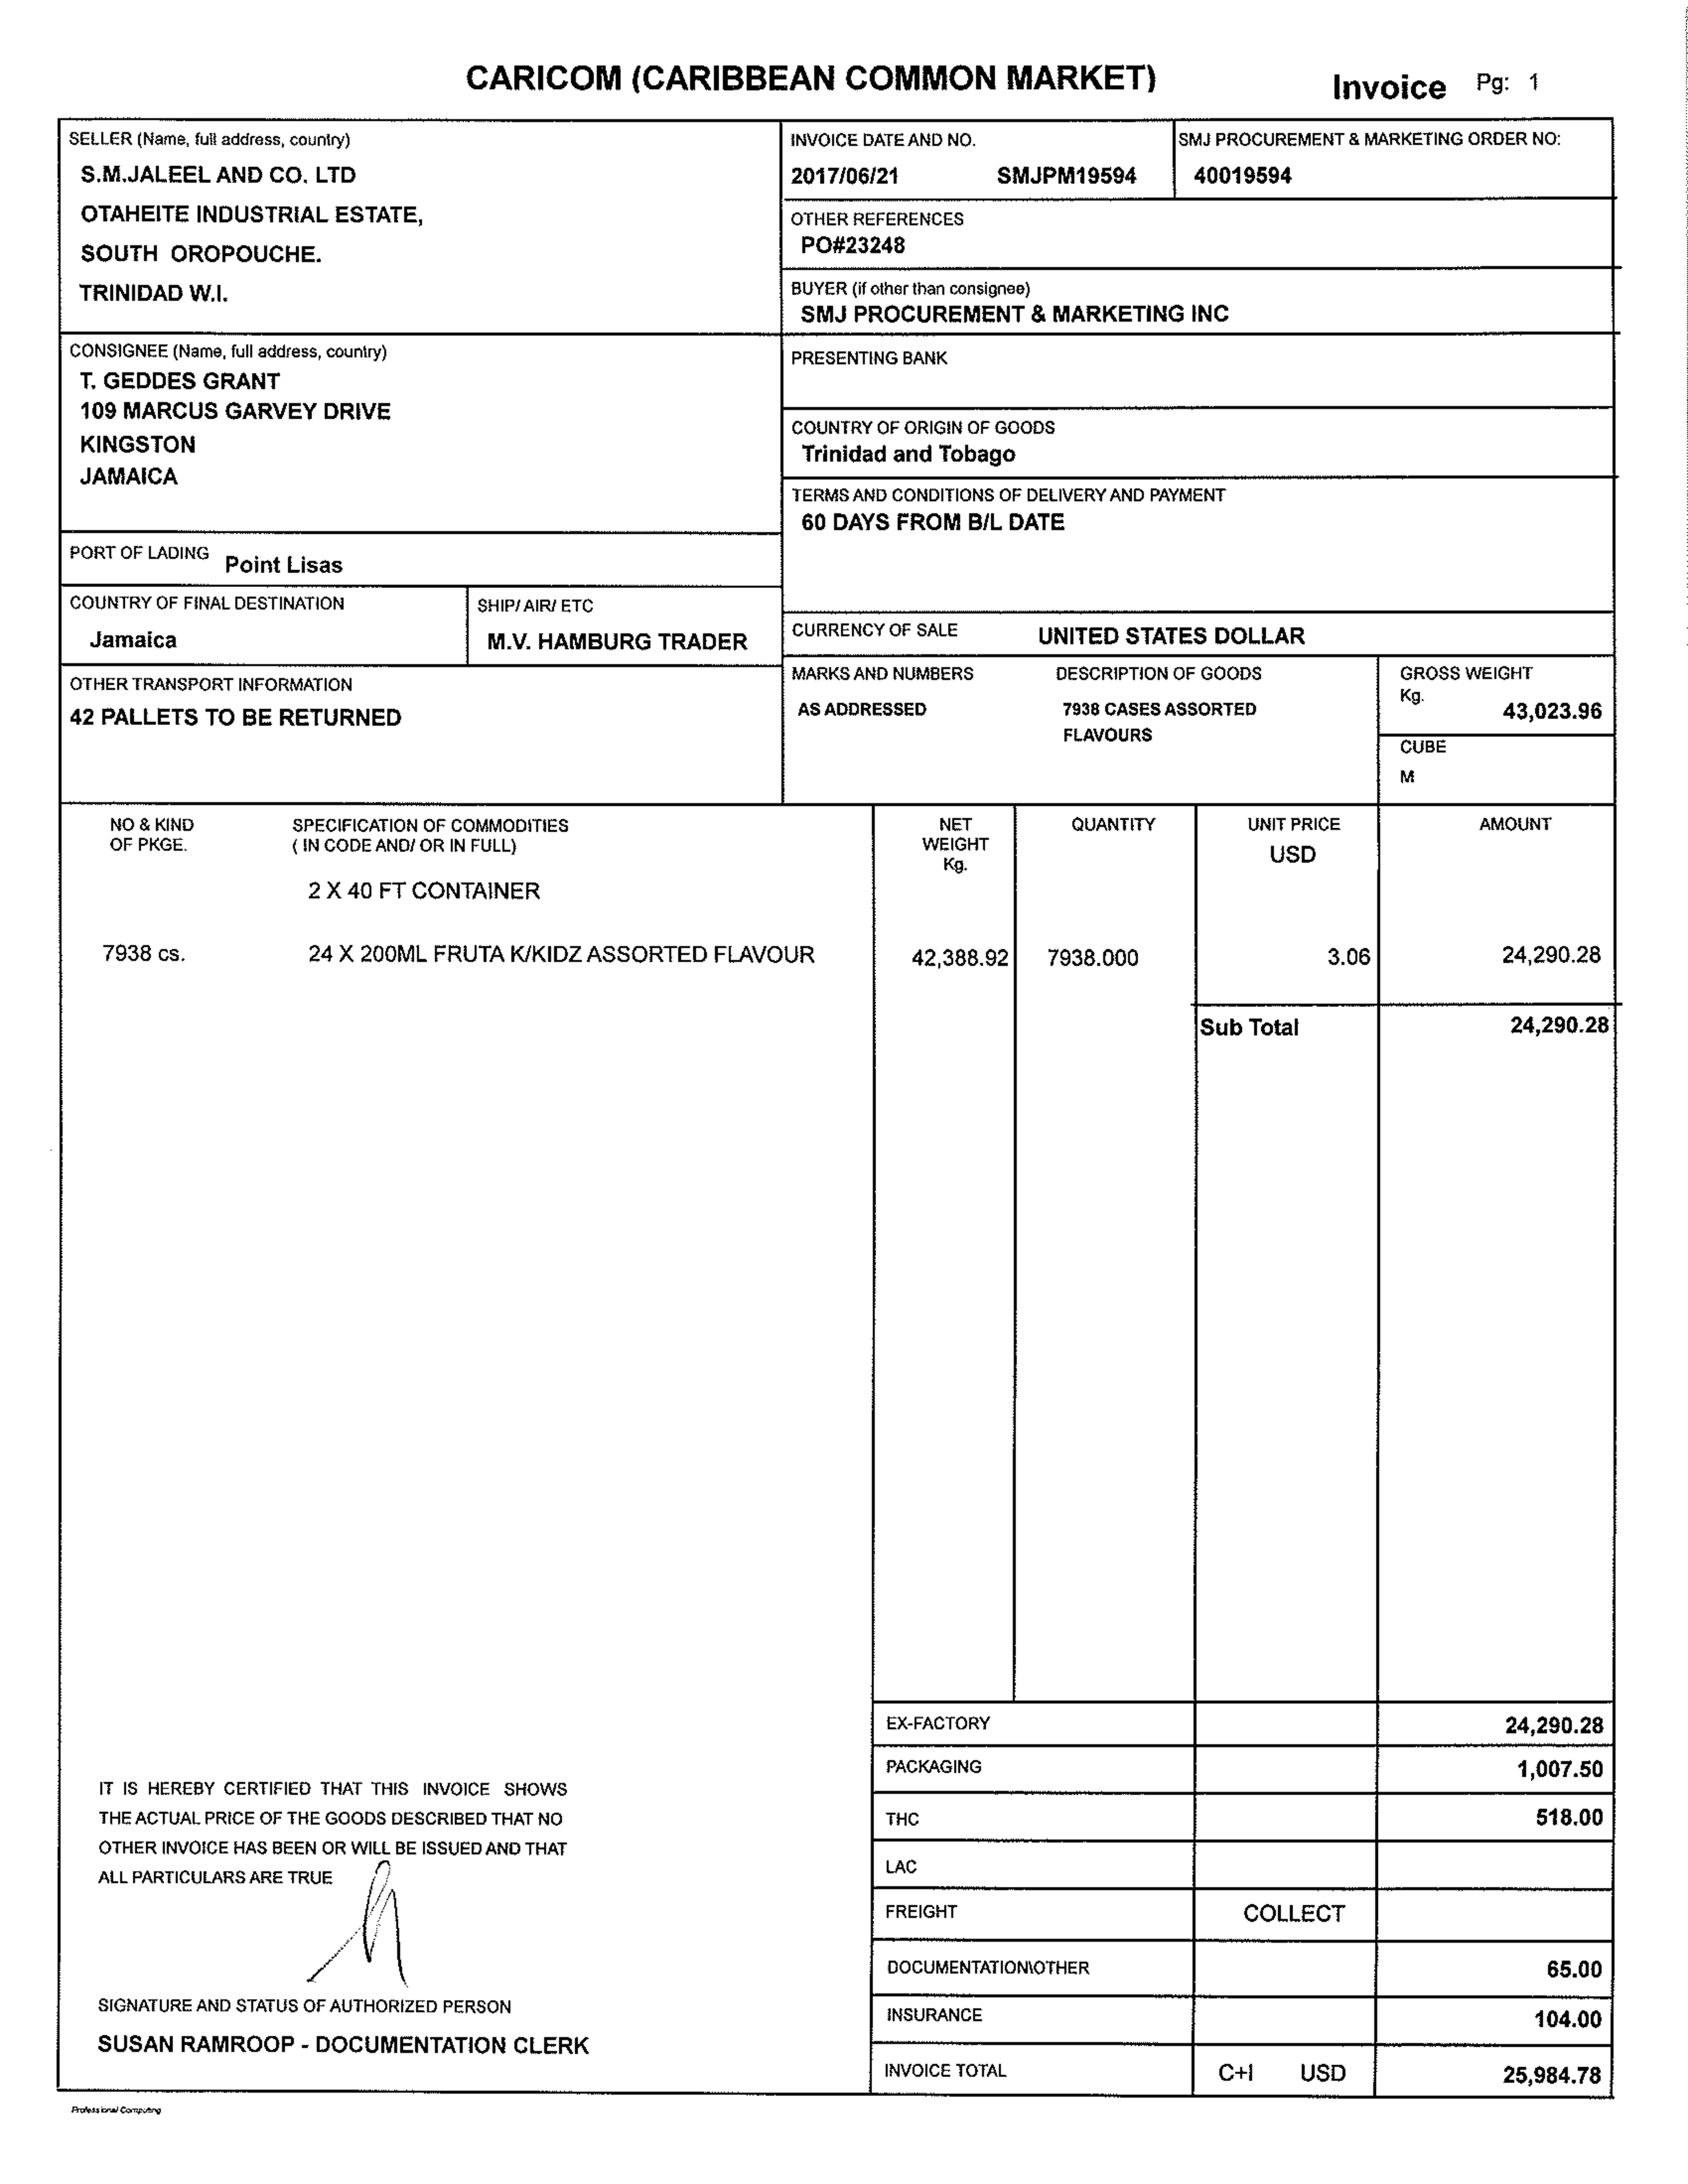 CARICOM (CARIBBEAN COMMON MARKET)
Invoice Pg: 1
SELLER (Name, full address, country)
S.M.JALEEL AND CO. LTD
OTAHEITE INDUSTRIAL ESTATE,
SOUTH OROPOUCHE.
TRINIDAD W.I.
INVOICE DATE AND NO.
2017/06/21 SMJPM19594
SMJ PROCUREMENT & MARKETING ORDER NO:
40019594
OTHER REFERENCES
PO#23248
BUYER (if other than consignee)
SMJ PROCUREMENT & MARKETING INC
CONSIGNEE (Name, full address, country)
T. GEDDES GRANT
109 MARCUS GARVEY DRIVE
KINGSTON
JAMAICA
PRESENTING BANK
COUNTRY OF ORIGIN OF GOODS
Trinidad and Tobago
TERMS AND CONDITIONS OF DELIVERY AND PAYMENT
60 DAYS FROM B/L DATE
PORT OF LADING Point Lisas
COUNTRY OF FINAL DESTINATION
Jamaica
SHIP/ AIR/ ETC
M.V. HAMBURG TRADER
CURRENCY OF SALE UNITED STATES DOLLAR
OTHER TRANSPORT INFORMATION
42 PALLETS TO BE RETURNED
MARKS AND NUMBERS
AS ADDRESSED
DESCRIPTION OF GOODS
7938 CASES ASSORTED
FLAVOURS
GROSS WEIGHT
Kg.
43,023.96
CUBE
M
NO & KIND
OF PKGE.
SPECIFICATION OF COMMODITIES
( IN CODE AND/ OR IN FULL)
NET
WEIGHT
Kg.
QUANTITY
UNIT PRICE
USD
AMOUNT
2 X 40 FT CONTAINER
7938 cs. 24 X 200ML FRUTA K/KIDZ ASSORTED FLAVOUR 42,388.92 7938.000 3.06 24,290.28
Sub Total 24,290.28
EX-FACTORY 24,290.28
PACKAGING 1,007.50
THC 518.00
LAC
FREIGHT COLLECT
DOCUMENTATION\OTHER 65.00
INSURANCE 104.00
INVOICE TOTAL C+I USD 25,984.78
IT IS HEREBY CERTIFIED THAT THIS INVOICE SHOWS
THE ACTUAL PRICE OF THE GOODS DESCRIBED THAT NO
OTHER INVOICE HAS BEEN OR WILL BE ISSUED AND THAT
ALL PARTICULARS ARE TRUE
SIGNATURE AND STATUS OF AUTHORIZED PERSON
SUSAN RAMROOP - DOCUMENTATION CLERK
Professional Computing